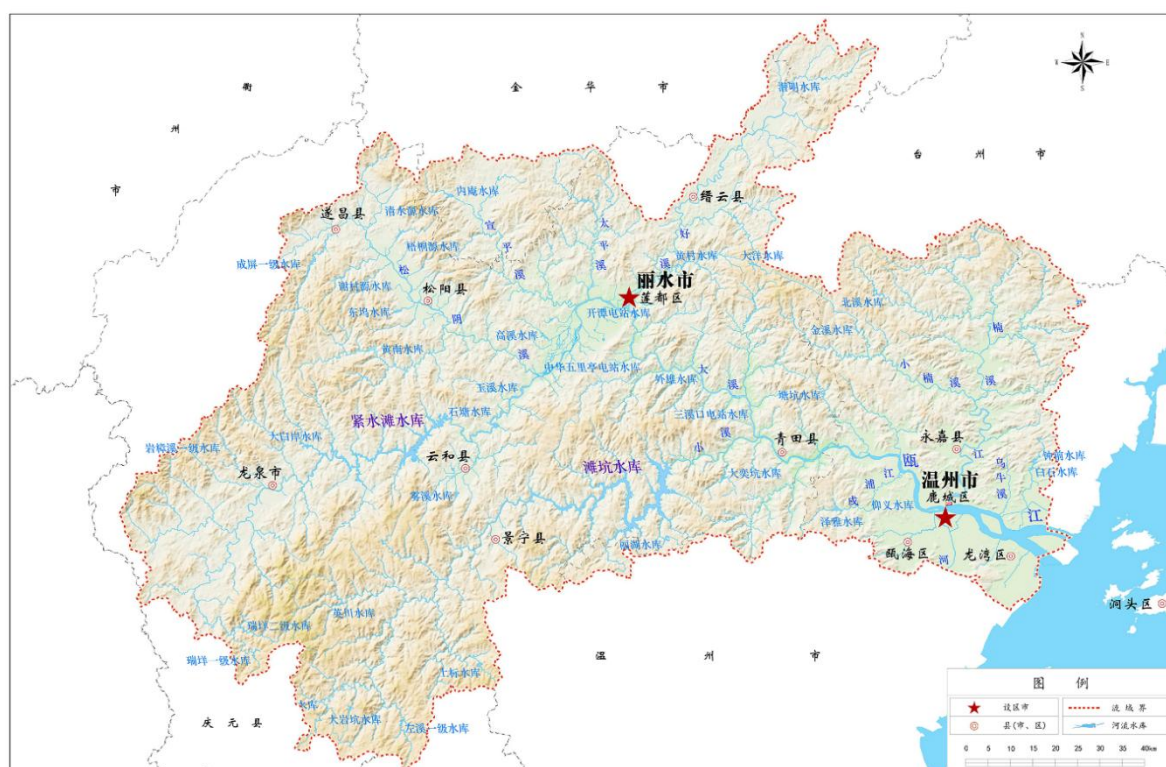 N
W
E
S
衢
州
市
金 华 市
台 州 市
缙云县
遂昌县
内庵水库
清水源水库
梧桐源水库
宣平溪
太平溪
好溪
大洋水库
成屏一级水库
谢村源水库
松阳县
东坞水库
松阴溪
丽水市
莲都区
开潭电站水库
高溪水库
黄南水库
中华五里亭电站水库
玉溪水库
石塘水库
外雄水库
大溪
北溪水库
金溪水库
小楠溪
楠溪江
紧水滩水库
三溪口电站水库
小溪
青田县
永嘉县
岩樟溪一级水库
大白岸水库
龙泉市
云和县
雾溪水库
滩坑水库
大奕坑水库
瓯江
乌牛溪
钟前水库
白石水库
温州市
鹿城区
戍浦江
仰义水库
泽雅水库
瓯海区
龙湾区
河
景宁县
洞头区
英川水库
瑞垟二级水库
瑞垟一级水库
上标水库
水库
大岩坑水库
左溪一级水库
庆 元 县
温 州 市
图 例
设区市
流 域 界
县(市、区)
河流水库
0 5 10 15 20 25 30 35 40km